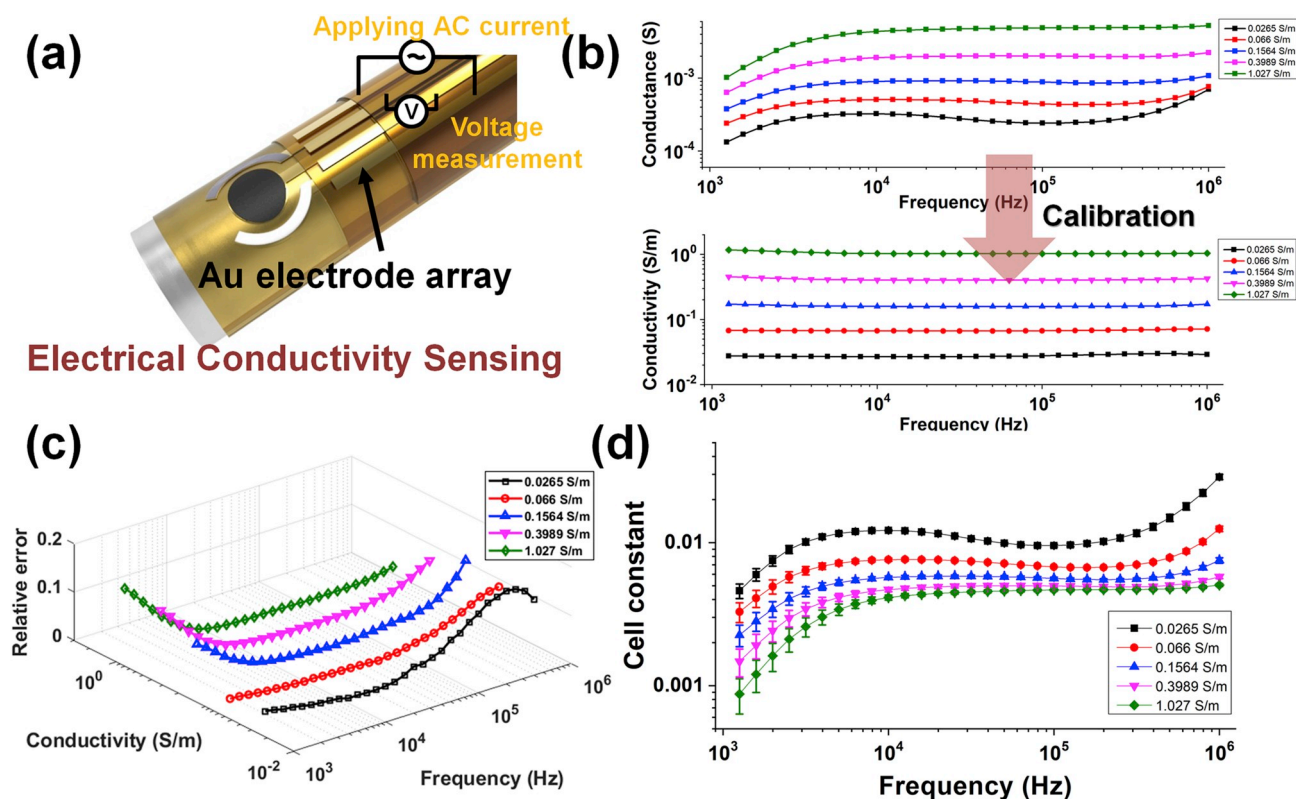 (a)
Applying AC current
~
V
Voltage
measurement
Au electrode array
Electrical Conductivity Sensing
(b)
Conductance (S)
10⁻³
10⁻⁴
10³
10⁴
10⁵
10⁶
Frequency (Hz)
0.0265 S/m
0.066 S/m
0.1564 S/m
0.3989 S/m
1.027 S/m
Calibration
Conductivity (S/m)
10⁰
10⁻¹
10⁻²
10³
10⁴
10⁵
10⁶
Frequency (Hz)
0.0265 S/m
0.066 S/m
0.1564 S/m
0.3989 S/m
1.027 S/m
(c)
Relative error
0.2
0.1
0
10⁰
10⁻²
Conductivity (S/m)
10³
10⁴
10⁵
10⁶
Frequency (Hz)
0.0265 S/m
0.066 S/m
0.1564 S/m
0.3989 S/m
1.027 S/m
(d)
Cell constant
0.01
0.001
10³
10⁴
10⁵
10⁶
Frequency (Hz)
0.0265 S/m
0.066 S/m
0.1564 S/m
0.3989 S/m
1.027 S/m